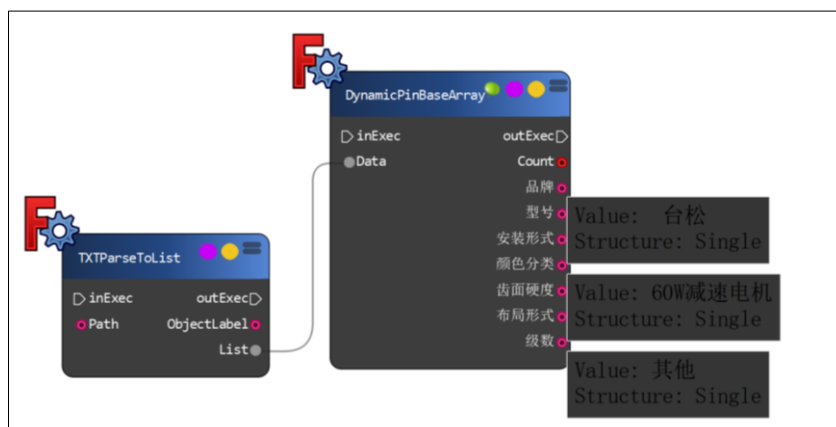 DynamicPinBaseArray
inExec
outExec
Data
Count
品牌
型号
安装形式
颜色分类
齿面硬度
布局形式
级数
Value: 台松
Structure: Single
Value: 60W减速电机
Structure: Single
Value: 其他
Structure: Single
TXTParseToList
inExec
outExec
Path
ObjectLabel
List